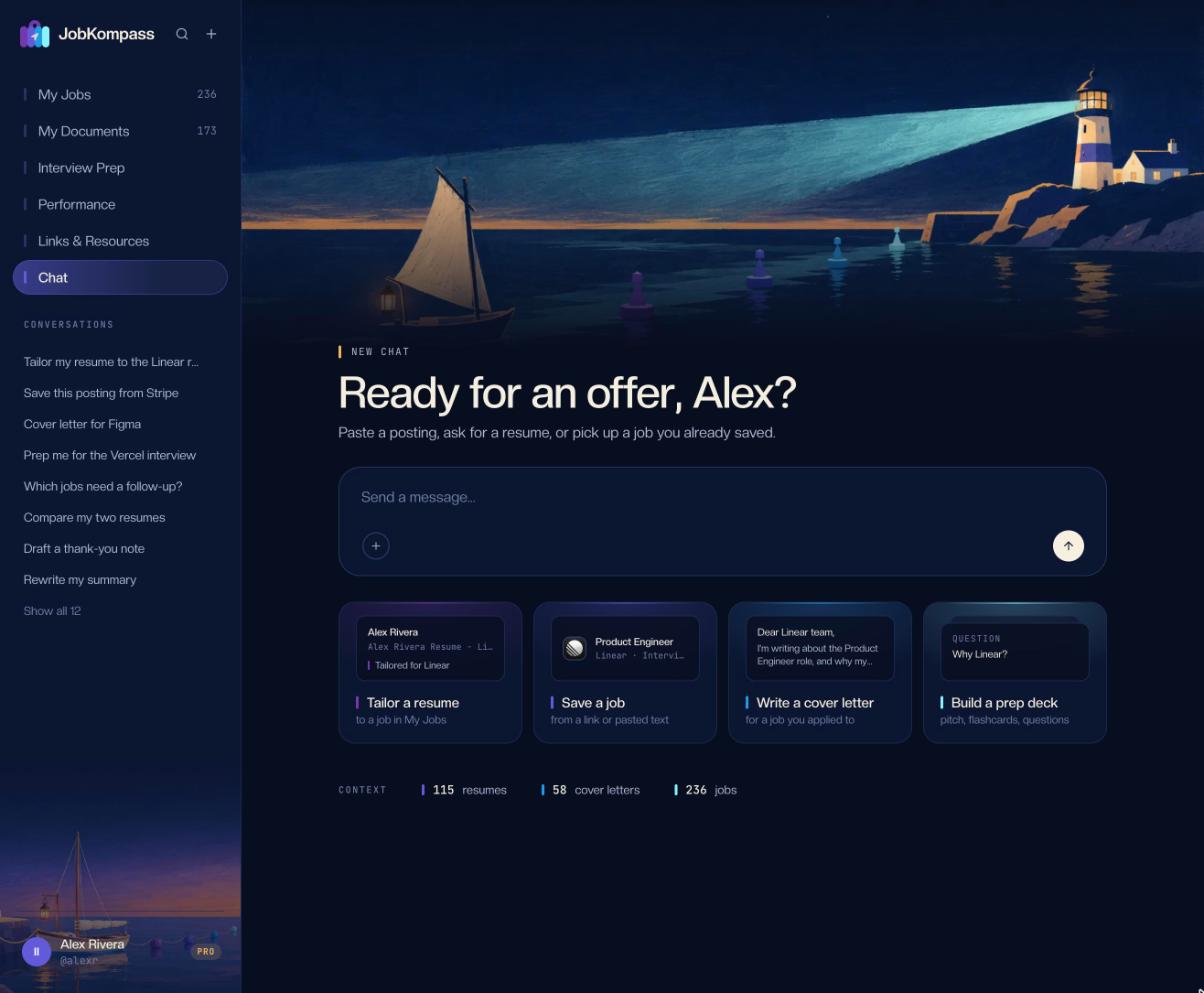 JobKompass
My Jobs 236
My Documents 173
Interview Prep
Performance
Links & Resources
Chat
CONVERSATIONS
Tailor my resume to the Linear r...
Save this posting from Stripe
Cover letter for Figma
Prep me for the Vercel interview
Which jobs need a follow-up?
Compare my two resumes
Draft a thank-you note
Rewrite my summary
Show all 12
Alex Rivera
@alexr
PRO
NEW CHAT
Ready for an offer, Alex?
Paste a posting, ask for a resume, or pick up a job you already saved.
Send a message...
Alex Rivera
Alex Rivera Resume - Li...
Tailored for Linear
Tailor a resume
to a job in My Jobs
Product Engineer
Linear · Intervi...
Save a job
from a link or pasted text
Dear Linear team,
I'm writing about the Product
Engineer role, and why my...
Write a cover letter
for a job you applied to
QUESTION
Why Linear?
Build a prep deck
pitch, flashcards, questions
CONTEXT 115 resumes 58 cover letters 236 jobs